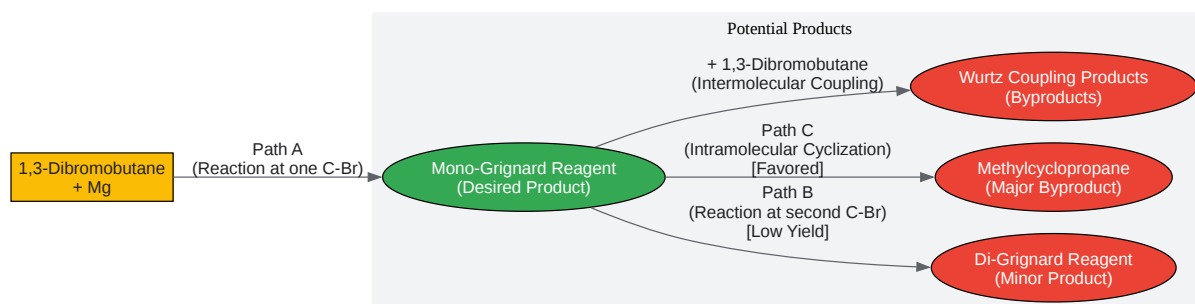 Potential Products
+ 1,3-Dibromobutane
(Intermolecular Coupling)
Wurtz Coupling Products
(Byproducts)
Path A
(Reaction at one C-Br)
1,3-Dibromobutane
+ Mg
Mono-Grignard Reagent
(Desired Product)
Path C
(Intramolecular Cyclization)
[Favored]
Methylcyclopropane
(Major Byproduct)
Path B
(Reaction at second C-Br)
[Low Yield]
Di-Grignard Reagent
(Minor Product)